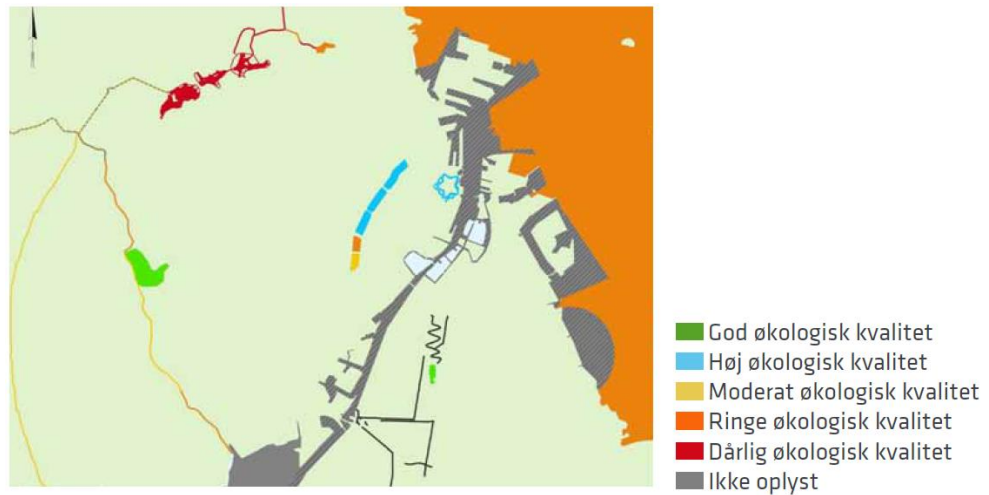 God økologisk kvalitet
Høj økologisk kvalitet
Moderat økologisk kvalitet
Ringe økologisk kvalitet
Dårlig økologisk kvalitet
Ikke oplyst